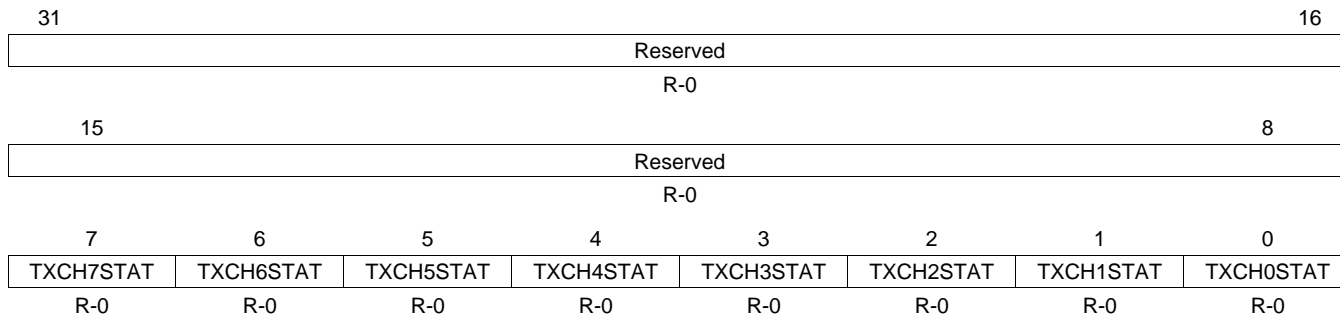 31 16
Reserved
R-0
15 8
Reserved
R-0
7 6 5 4 3 2 1 0
TXCH7STAT TXCH6STAT TXCH5STAT TXCH4STAT TXCH3STAT TXCH2STAT TXCH1STAT TXCH0STAT
R-0 R-0 R-0 R-0 R-0 R-0 R-0 R-0